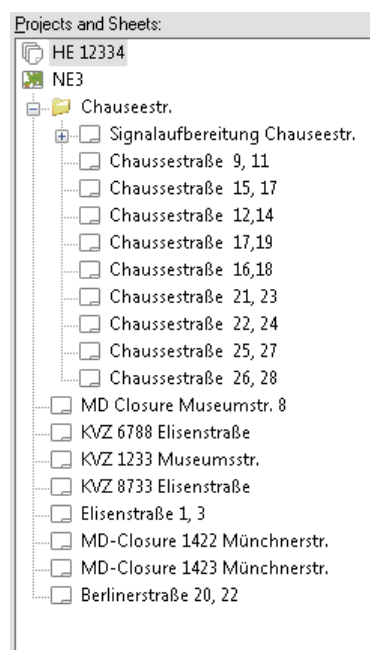 Projects and Sheets:
HE 12334
NE3
Chauseestr.
Signalaufbereitung Chauseestr.
Chaussestraße 9, 11
Chaussestraße 15, 17
Chaussestraße 12,14
Chaussestraße 17,19
Chaussestraße 16,18
Chaussestraße 21, 23
Chaussestraße 22, 24
Chaussestraße 25, 27
Chaussestraße 26, 28
MD Closure Museumstr. 8
KVZ 6788 Elisenstraße
KVZ 1233 Museumsstr.
KVZ 8733 Elisenstraße
Elisenstraße 1, 3
MD-Closure 1422 Münchnerstr.
MD-Closure 1423 Münchnerstr.
Berlinerstraße 20, 22